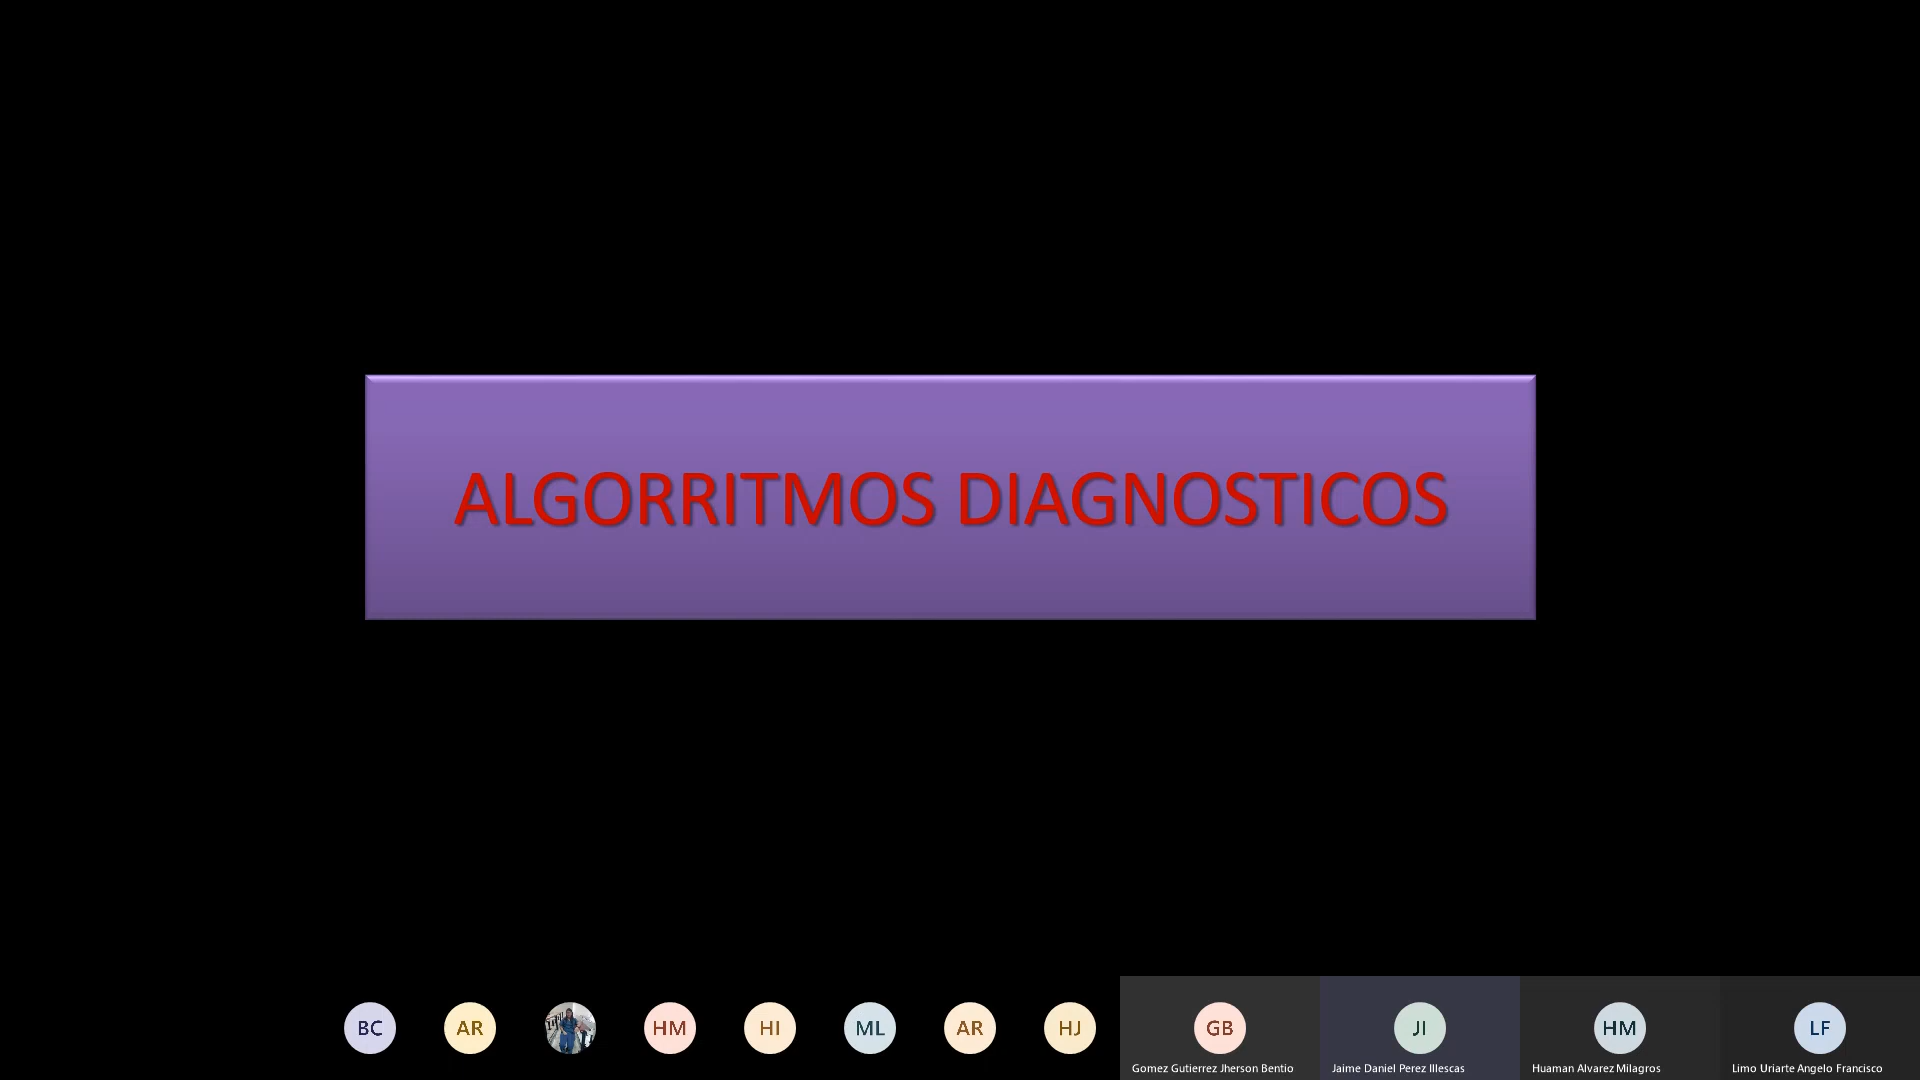 ALGORRITMOS DIAGNOSTICOS
BC
AR
HM
HI
ML
AR
HJ
GB
JI
HM
LF
Gomez Gutierrez Jherson Bentio
Jaime Daniel Perez Illescas
Huaman Alvarez Milagros
Limo Uriarte Angelo Francisco